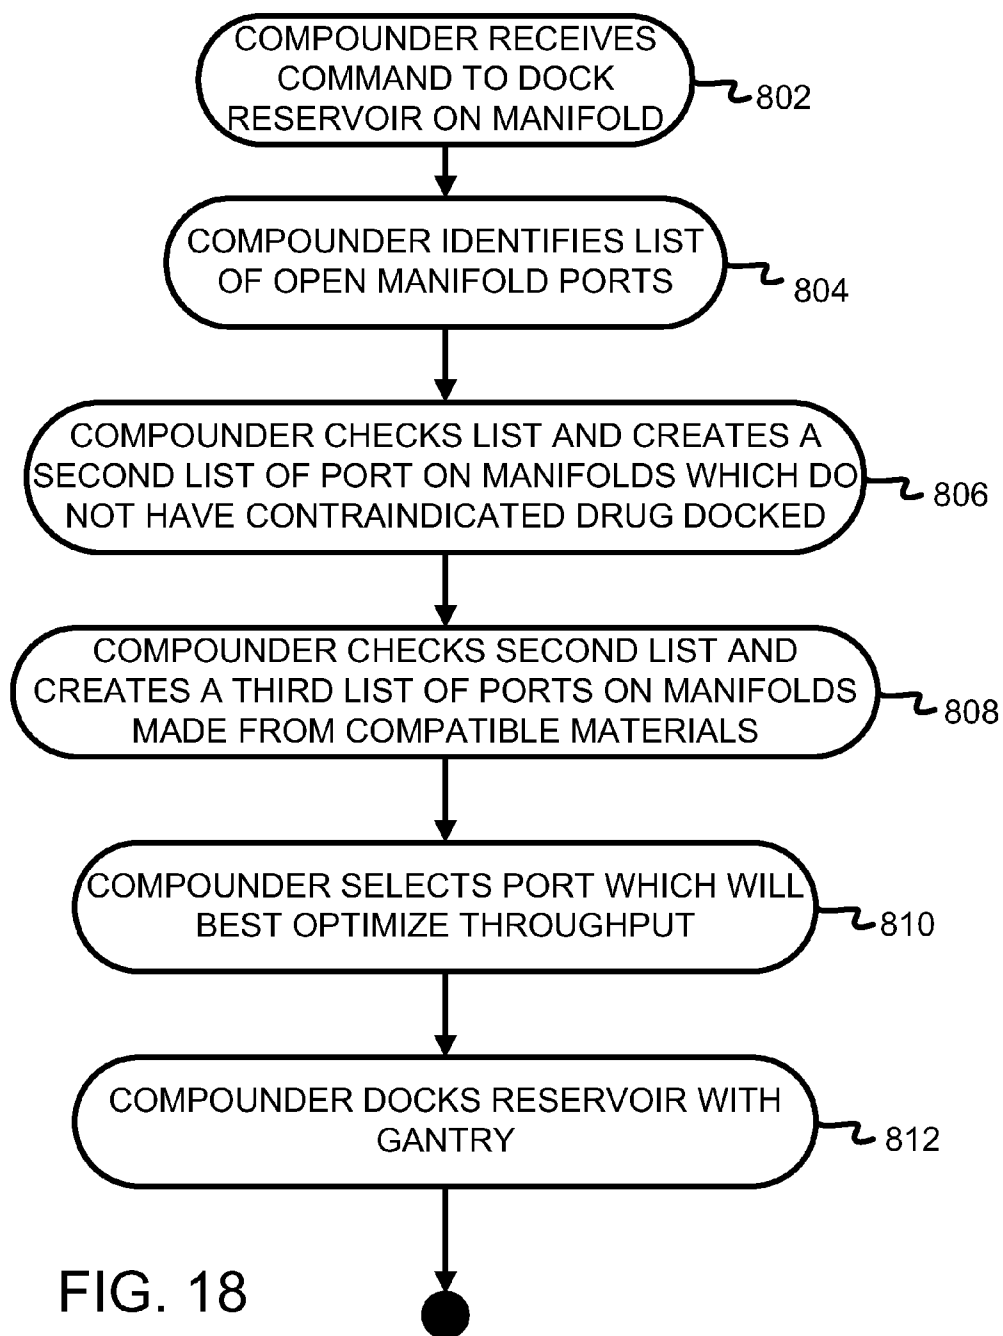 COMPOUNDER RECEIVES
COMMAND TO DOCK
RESERVOIR ON MANIFOLD
802
COMPOUNDER IDENTIFIES LIST
OF OPEN MANIFOLD PORTS
804
COMPOUNDER CHECKS LIST AND CREATES A
SECOND LIST OF PORT ON MANIFOLDS WHICH DO
NOT HAVE CONTRAINDICATED DRUG DOCKED
806
COMPOUNDER CHECKS SECOND LIST AND
CREATES A THIRD LIST OF PORTS ON MANIFOLDS
MADE FROM COMPATIBLE MATERIALS
808
COMPOUNDER SELECTS PORT WHICH WILL
BEST OPTIMIZE THROUGHPUT
810
COMPOUNDER DOCKS RESERVOIR WITH
GANTRY
812
FIG. 18